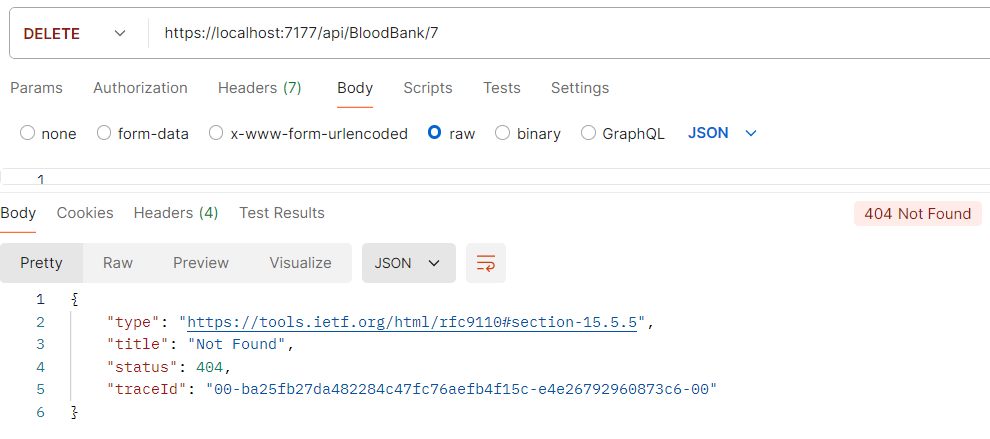 DELETE https://localhost:7177/api/BloodBank/7
Params Authorization Headers (7) Body Scripts Tests Settings
none form-data x-www-form-urlencoded raw binary GraphQL JSON
1
Body Cookies Headers (4) Test Results 404 Not Found
Pretty Raw Preview Visualize JSON
1 {
2 "type": "https://tools.ietf.org/html/rfc9110#section-15.5.5",
3 "title": "Not Found",
4 "status": 404,
5 "traceId": "00-ba25fb27da482284c47fc76aefb4f15c-e4e26792960873c6-00"
6 }